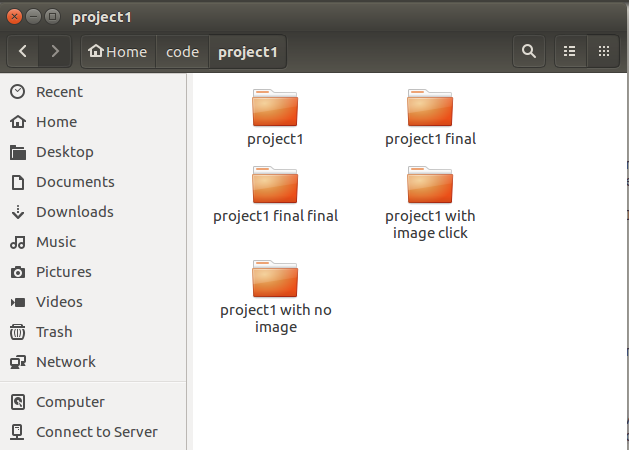 project1
Home code project1
Recent
Home
Desktop
Documents
Downloads
Music
Pictures
Videos
Trash
Network
Computer
Connect to Server
project1 project1 final
project1 final final
project1 with
image click
project1 with no
image